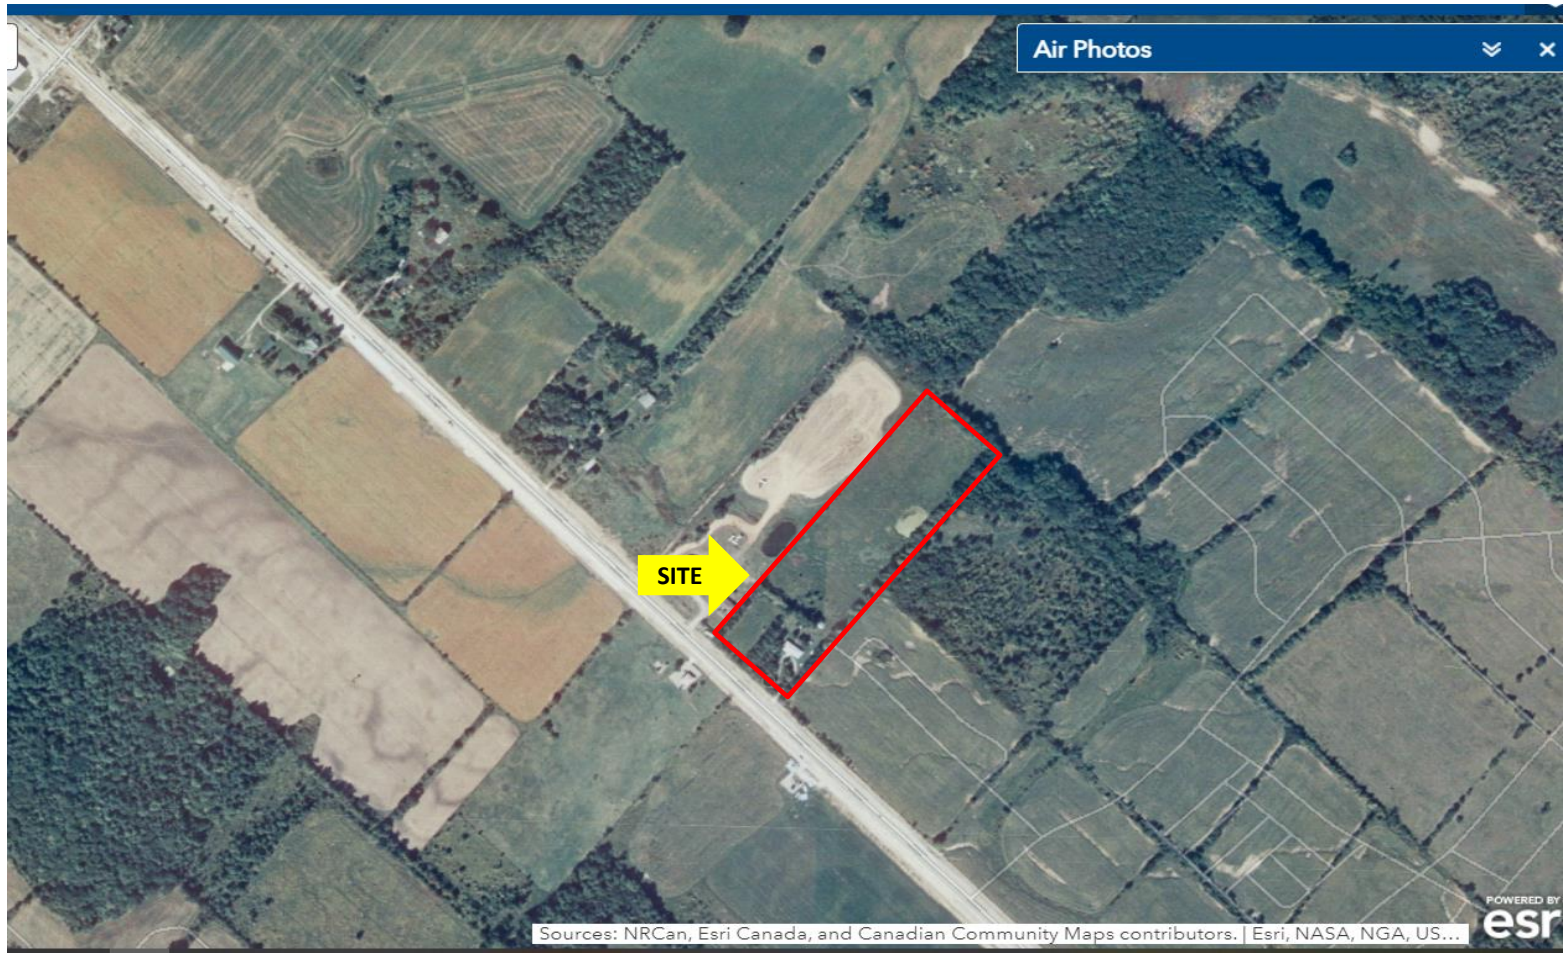 Air Photos
SITE
Sources: NRCan, Esri Canada, and Canadian Community Maps contributors. | Esri, NASA, NGA, US...
POWERED BY
esr